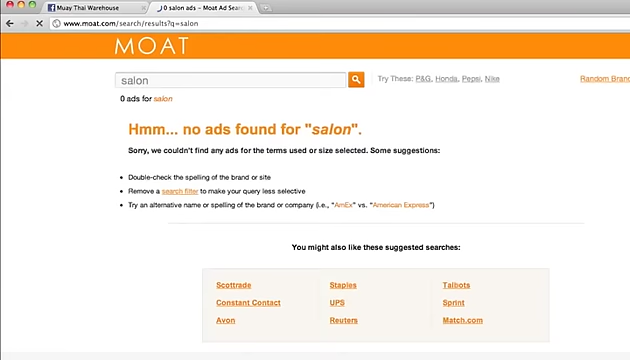 Muay Thai Warehouse
0 salon ads – Moat Ad Sear
www.moat.com/search/results?q=salon
MOAT
salon
Try These: P&G, Honda, Pepsi, Nike
Random Brand
0 ads for salon
Hmm... no ads found for "salon".
Sorry, we couldn't find any ads for the terms used or size selected. Some suggestions:
Double-check the spelling of the brand or site
Remove a search filter to make your query less selective
Try an alternative name or spelling of the brand or company (i.e., "AmEx" vs. "American Express")
You might also like these suggested searches:
Scottrade Staples Talbots
Constant Contact UPS Sprint
Avon Reuters Match.com